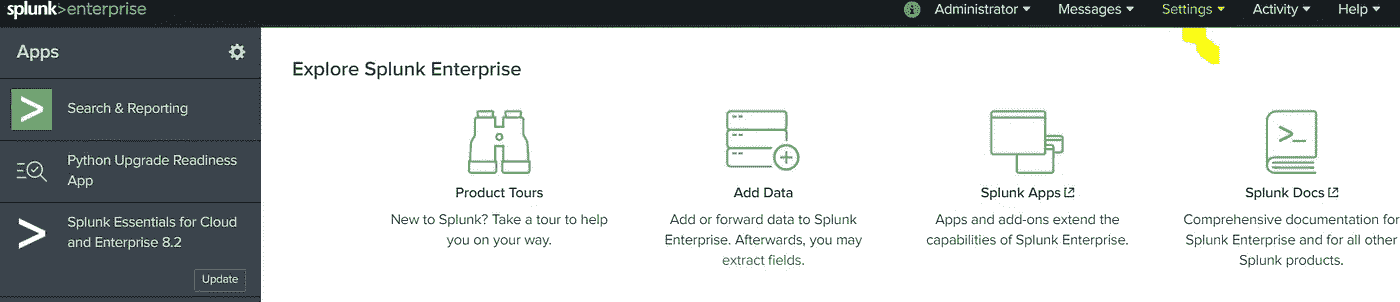 splunk>enterprise
Administrator
Messages
Settings
Activity
Help
Apps
Search & Reporting
Python Upgrade Readiness
App
Splunk Essentials for Cloud
and Enterprise 8.2
Update
Explore Splunk Enterprise
Product Tours
New to Splunk? Take a tour to help
you on your way.
Add Data
Add or forward data to Splunk
Enterprise. Afterwards, you may
extract fields.
Splunk Apps
Apps and add-ons extend the
capabilities of Splunk Enterprise.
Splunk Docs
Comprehensive documentation for
Splunk Enterprise and for all other
Splunk products.